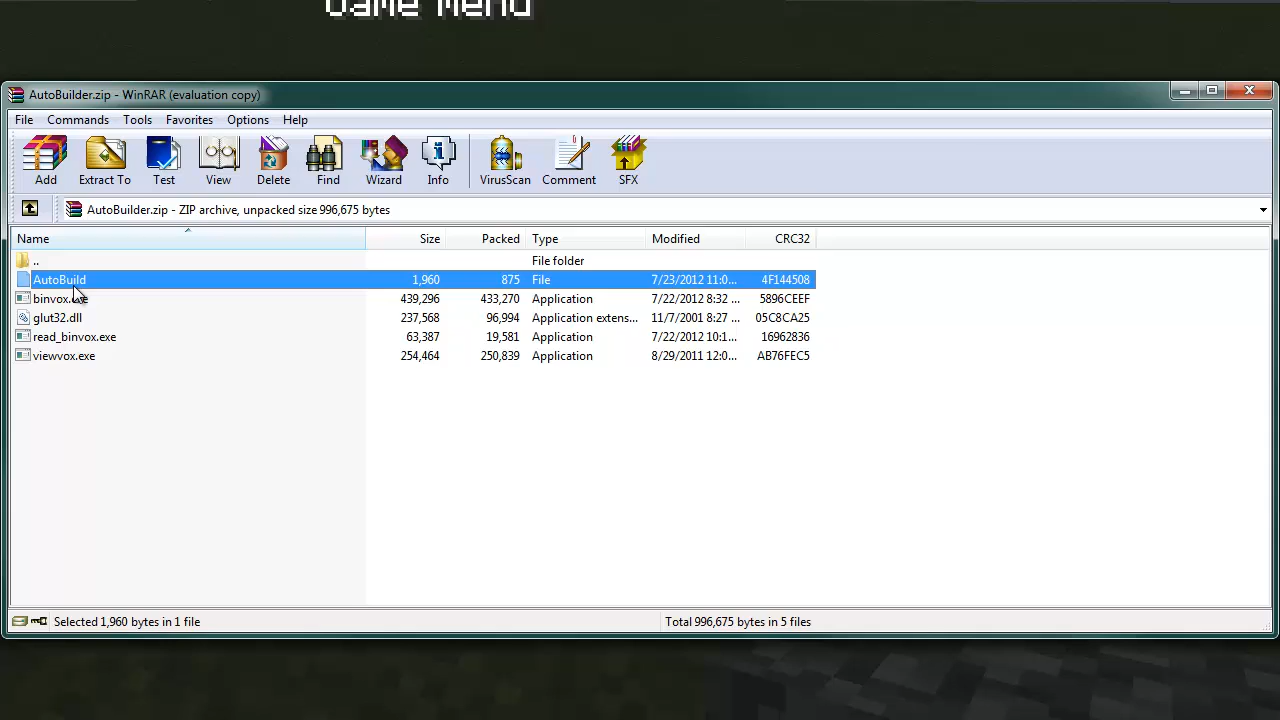 Game Menu
AutoBuilder.zip - WinRAR (evaluation copy)
File Commands Tools Favorites Options Help
Add Extract To Test View Delete Find Wizard Info VirusScan Comment SFX
AutoBuilder.zip - ZIP archive, unpacked size 996,675 bytes
Name Size Packed Type Modified CRC32
.. File folder
AutoBuild 1,960 875 File 7/23/2012 11:0... 4F144508
binvox.exe 439,296 433,270 Application 7/22/2012 8:32 ... 5896CEEF
glut32.dll 237,568 96,994 Application extens... 11/7/2001 8:27 ... 05C8CA25
read_binvox.exe 63,387 19,581 Application 7/22/2012 10:1... 16962836
viewvox.exe 254,464 250,839 Application 8/29/2011 12:0... AB76FEC5
Selected 1,960 bytes in 1 file Total 996,675 bytes in 5 files